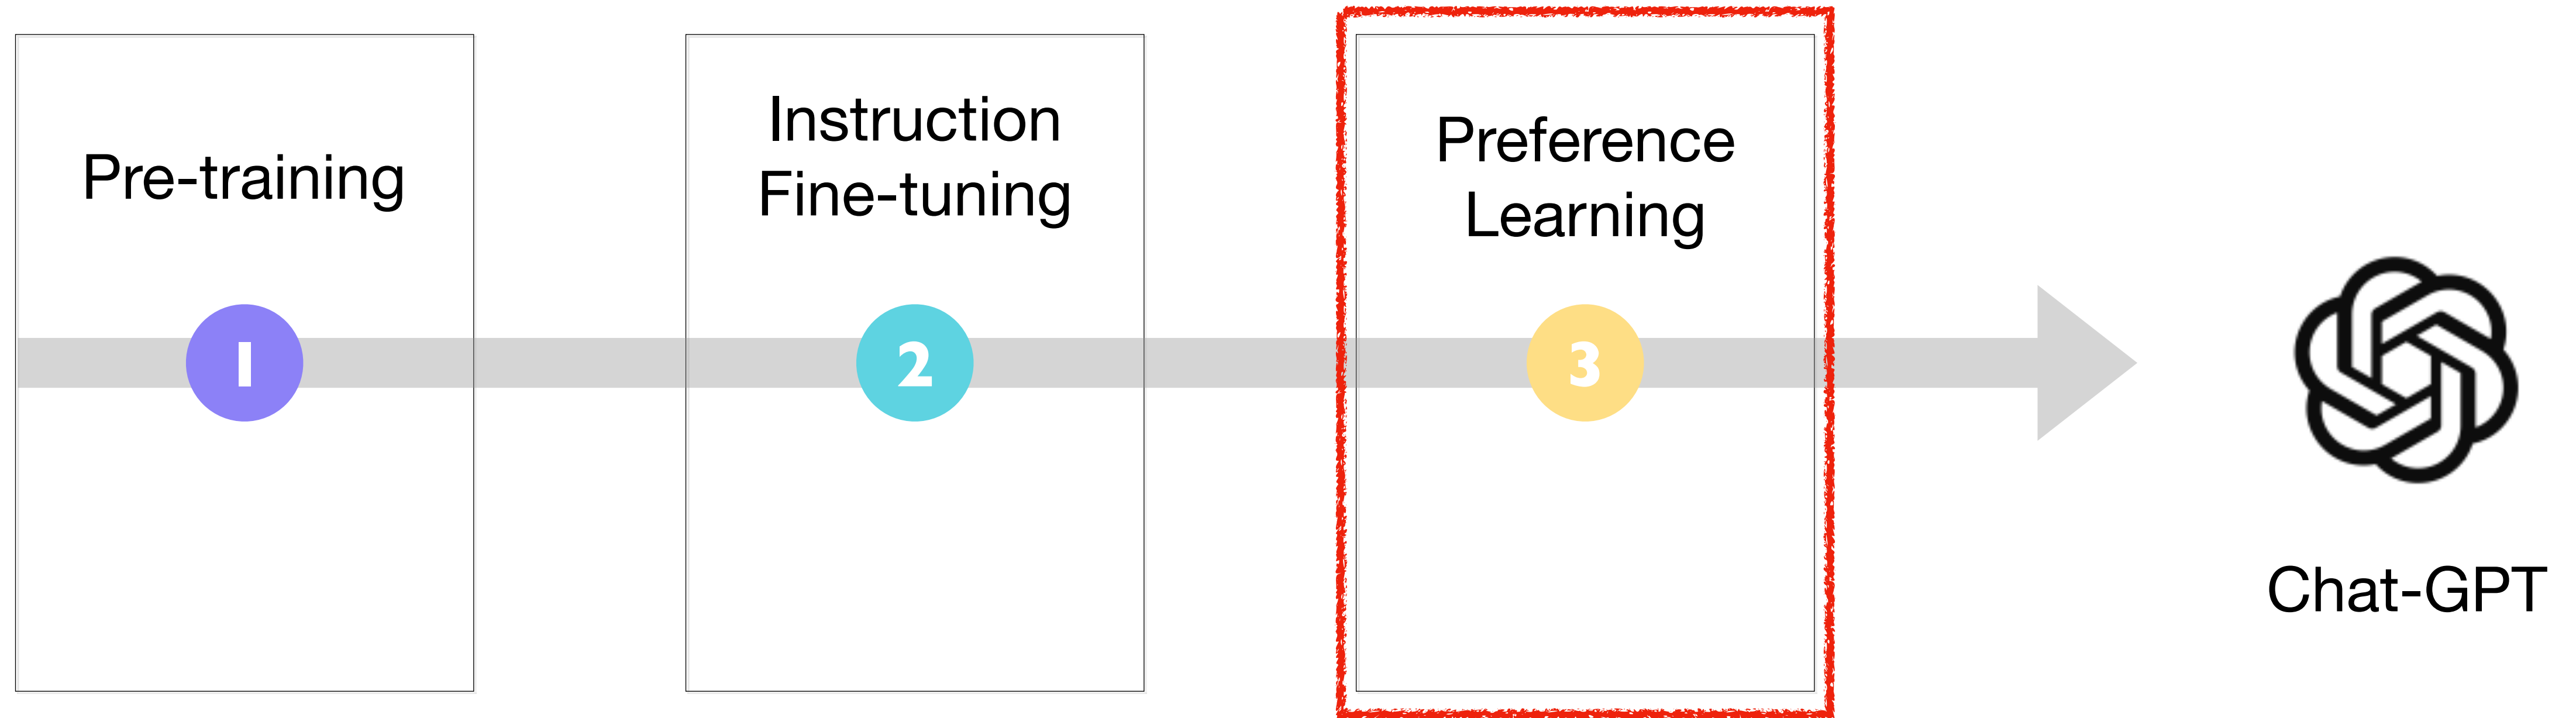 Pre-training
1
Instruction
Fine-tuning
2
Preference
Learning
3
Chat-GPT